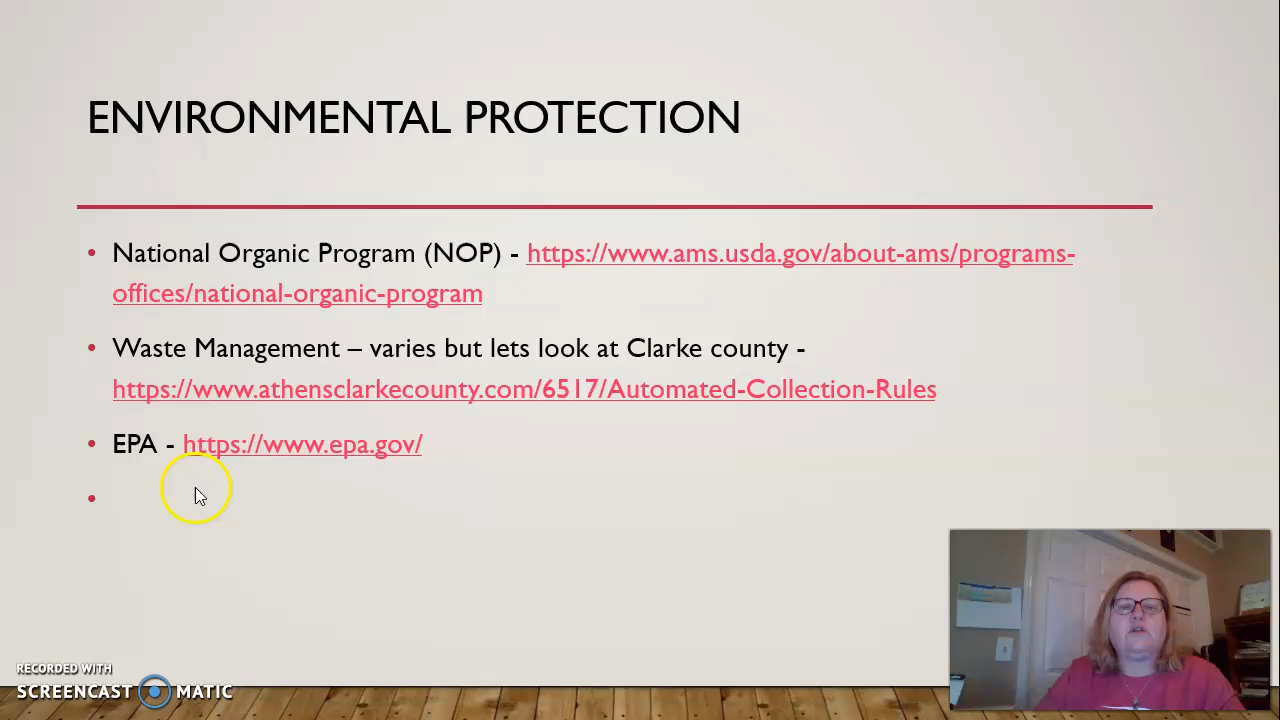 ENVIRONMENTAL PROTECTION
• National Organic Program (NOP) - https://www.ams.usda.gov/about-ams/programs-
offices/national-organic-program
• Waste Management – varies but lets look at Clarke county -
https://www.athensclarkecounty.com/6517/Automated-Collection-Rules
• EPA - https://www.epa.gov/
•
RECORDED WITH
SCREENCAST MATIC